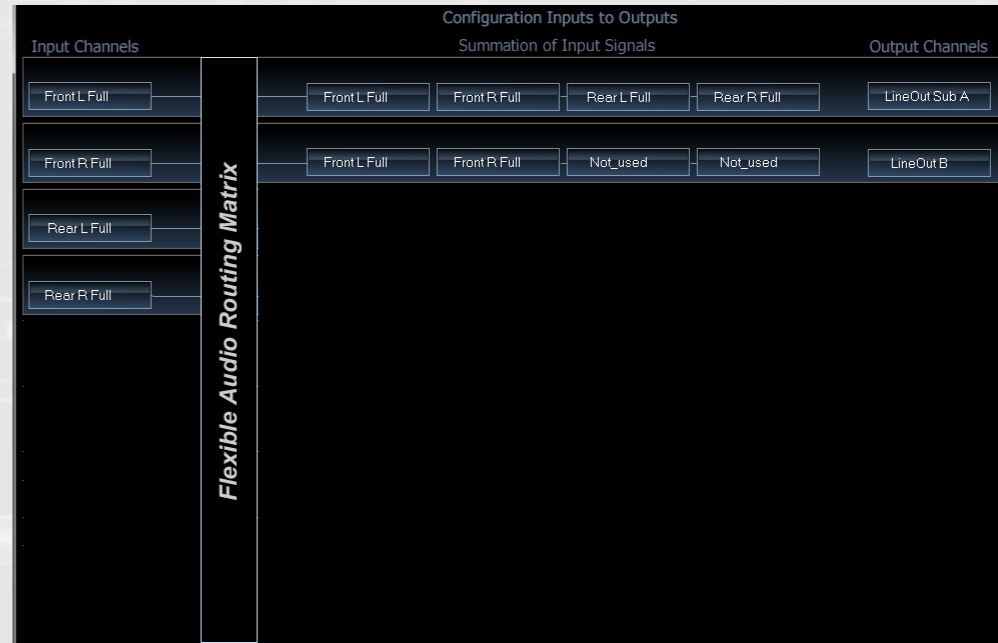 Configuration Inputs to Outputs
Input Channels Summation of Input Signals Output Channels
Front L Full Front L Full Front R Full Rear L Full Rear R Full LineOut Sub A
Front R Full Front L Full Front R Full Not_used Not_used LineOut B
Rear L Full
Rear R Full
Flexible Audio Routing Matrix